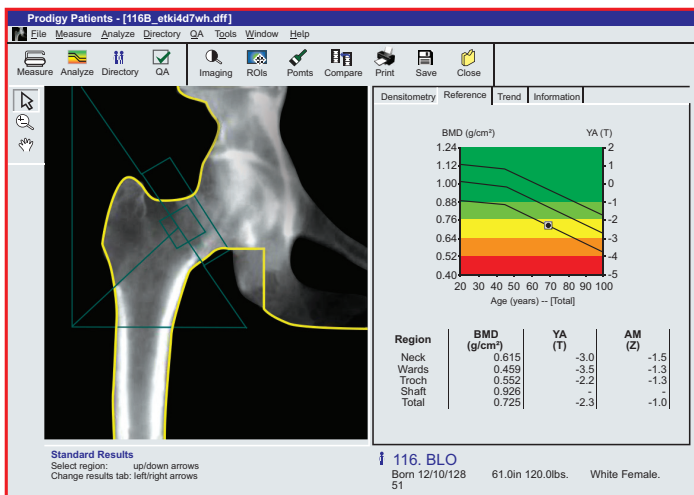 Prodigy Patients - [116B_etki4d7wh.dff]
File Measure Analyze Directory QA Tools Window Help
Measure Analyze Directory QA Imaging ROIs Pomts Compare Print Save Close
Densitometry Reference Trend Information
BMD (g/cm²) YA (T)
1.24 2
1.12 1
1.00 0
0.88 -1
0.76 -2
0.64 -3
0.52 -4
0.40 -5
20 30 40 50 60 70 80 90 100
Age (years) -- [Total]
Region BMD (g/cm²) YA (T) AM (Z)
Neck 0.615 -3.0 -1.5
Wards 0.459 -3.5 -1.3
Troch 0.552 -2.2 -1.3
Shaft 0.926 - -
Total 0.725 -2.3 -1.0
Standard Results
Select region: up/down arrows
Change results tab: left/right arrows
116. BLO
Born 12/10/128 61.0in 120.0lbs. White Female.
51